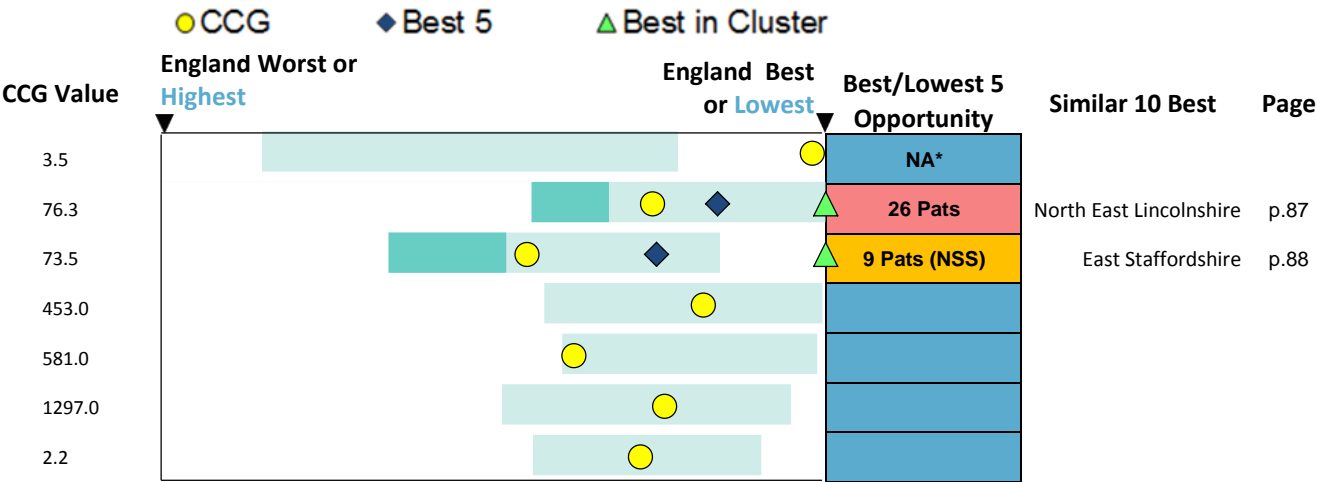 CCG Best 5 Best in Cluster
CCG Value
England Worst or
Highest
England Best
or Lowest
Best/Lowest 5
Opportunity
Similar 10 Best
Page
3.5 NA*
76.3 26 Pats North East Lincolnshire p.87
73.5 9 Pats (NSS) East Staffordshire p.88
453.0
581.0
1297.0
2.2